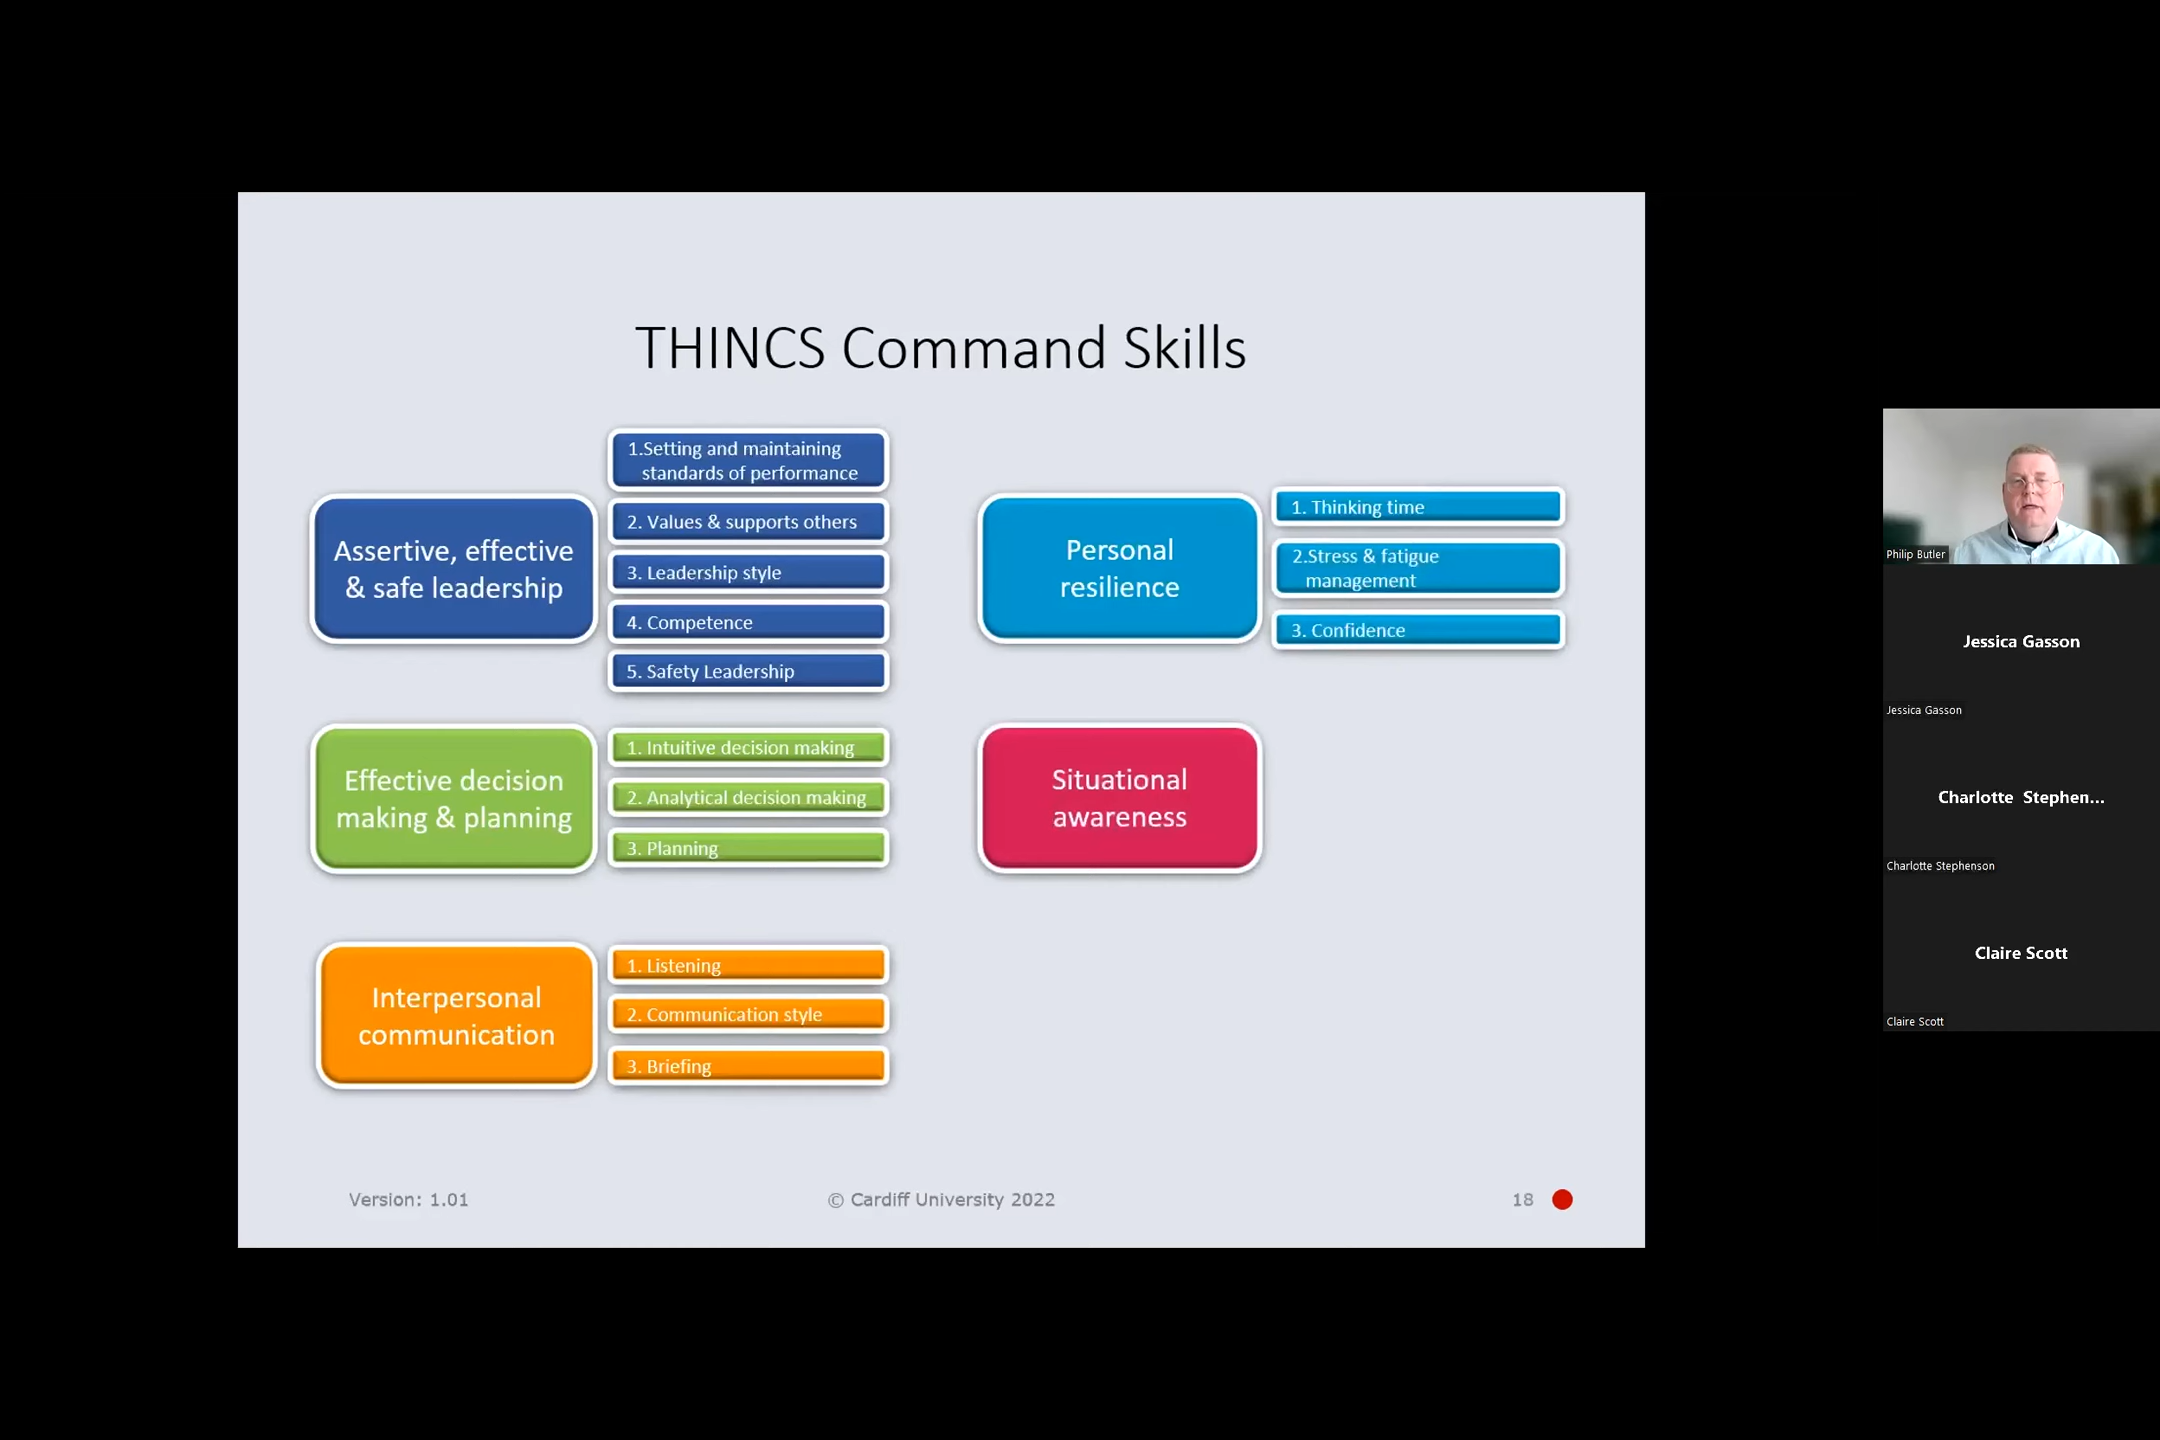 THINCS Command Skills
Assertive, effective
& safe leadership
1.Setting and maintaining
standards of performance
2. Values & supports others
3. Leadership style
4. Competence
5. Safety Leadership
Effective decision
making & planning
1. Intuitive decision making
2. Analytical decision making
3. Planning
Interpersonal
communication
1. Listening
2. Communication style
3. Briefing
Personal
resilience
1. Thinking time
2.Stress & fatigue
management
3. Confidence
Situational
awareness
Version: 1.01
© Cardiff University 2022
18
Philip Butler
Jessica Gasson
Jessica Gasson
Charlotte Stephen...
Charlotte Stephenson
Claire Scott
Claire Scott